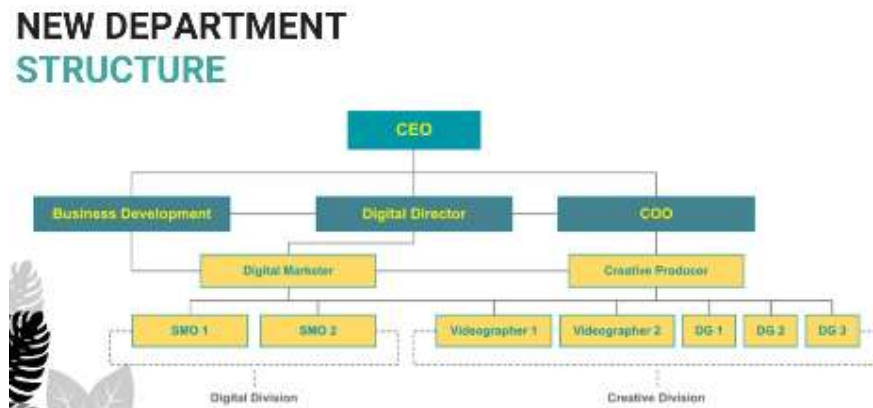 NEW DEPARTMENT
STRUCTURE
CEO
Business Development
Digital Director
COO
Digital Marketer
Creative Producer
SMO 1
SMO 2
Videographer 1
Videographer 2
DG 1
DG 2
DG 3
Digital Division
Creative Division